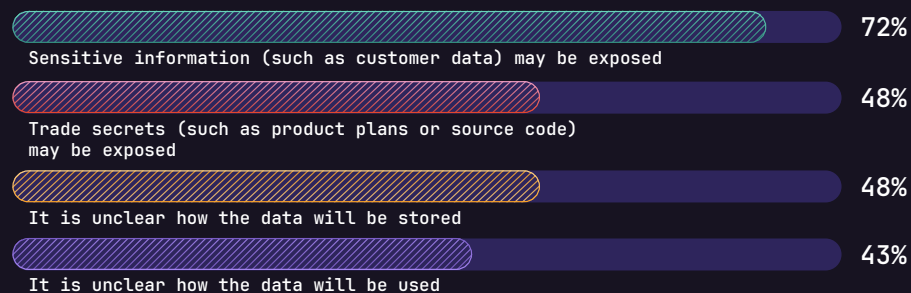 72%
Sensitive information (such as customer data) may be exposed
48%
Trade secrets (such as product plans or source code)
may be exposed
48%
It is unclear how the data will be stored
43%
It is unclear how the data will be used